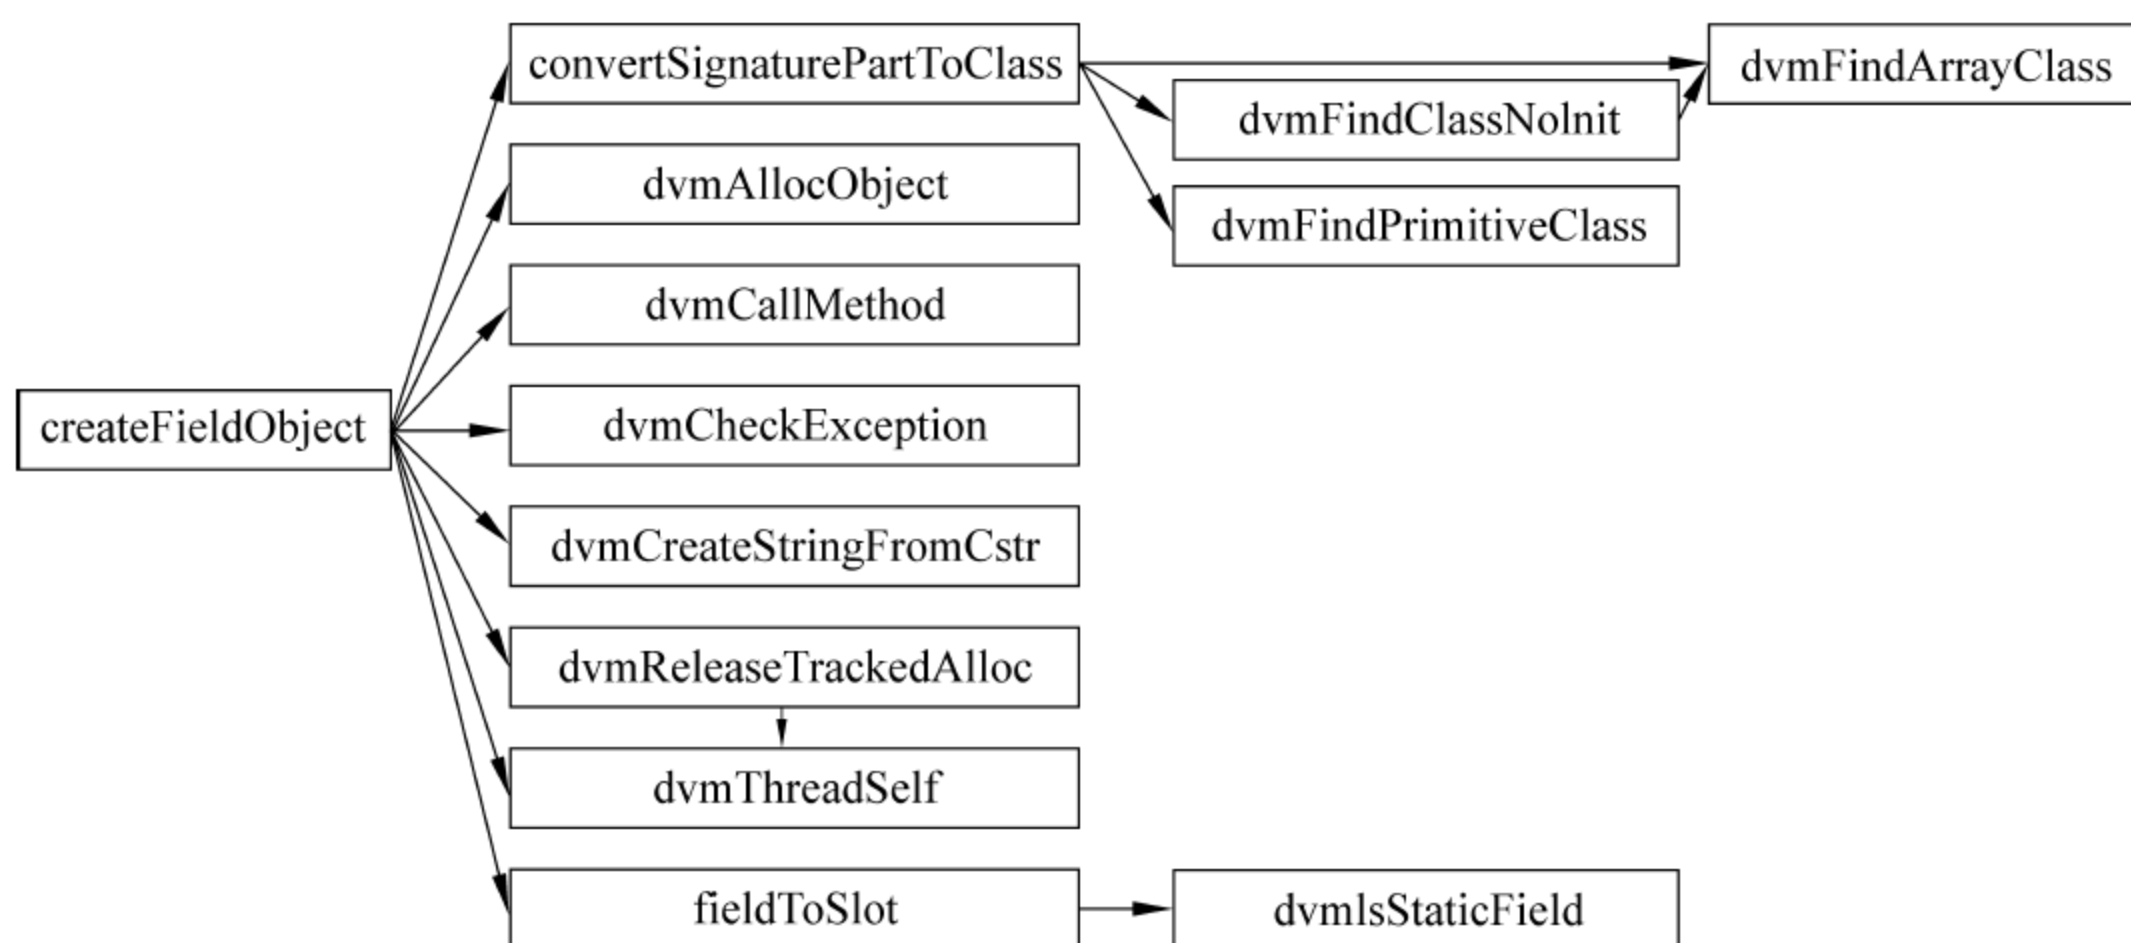 convertSignaturePartToClass
dvmFindArrayClass
dvmFindClassNoInit
dvmAllocObject
dvmFindPrimitiveClass
dvmCallMethod
createFieldObject
dvmCheckException
dvmCreateStringFromCstr
dvmReleaseTrackedAlloc
dvmThreadSelf
fieldToSlot
dvmIsStaticField